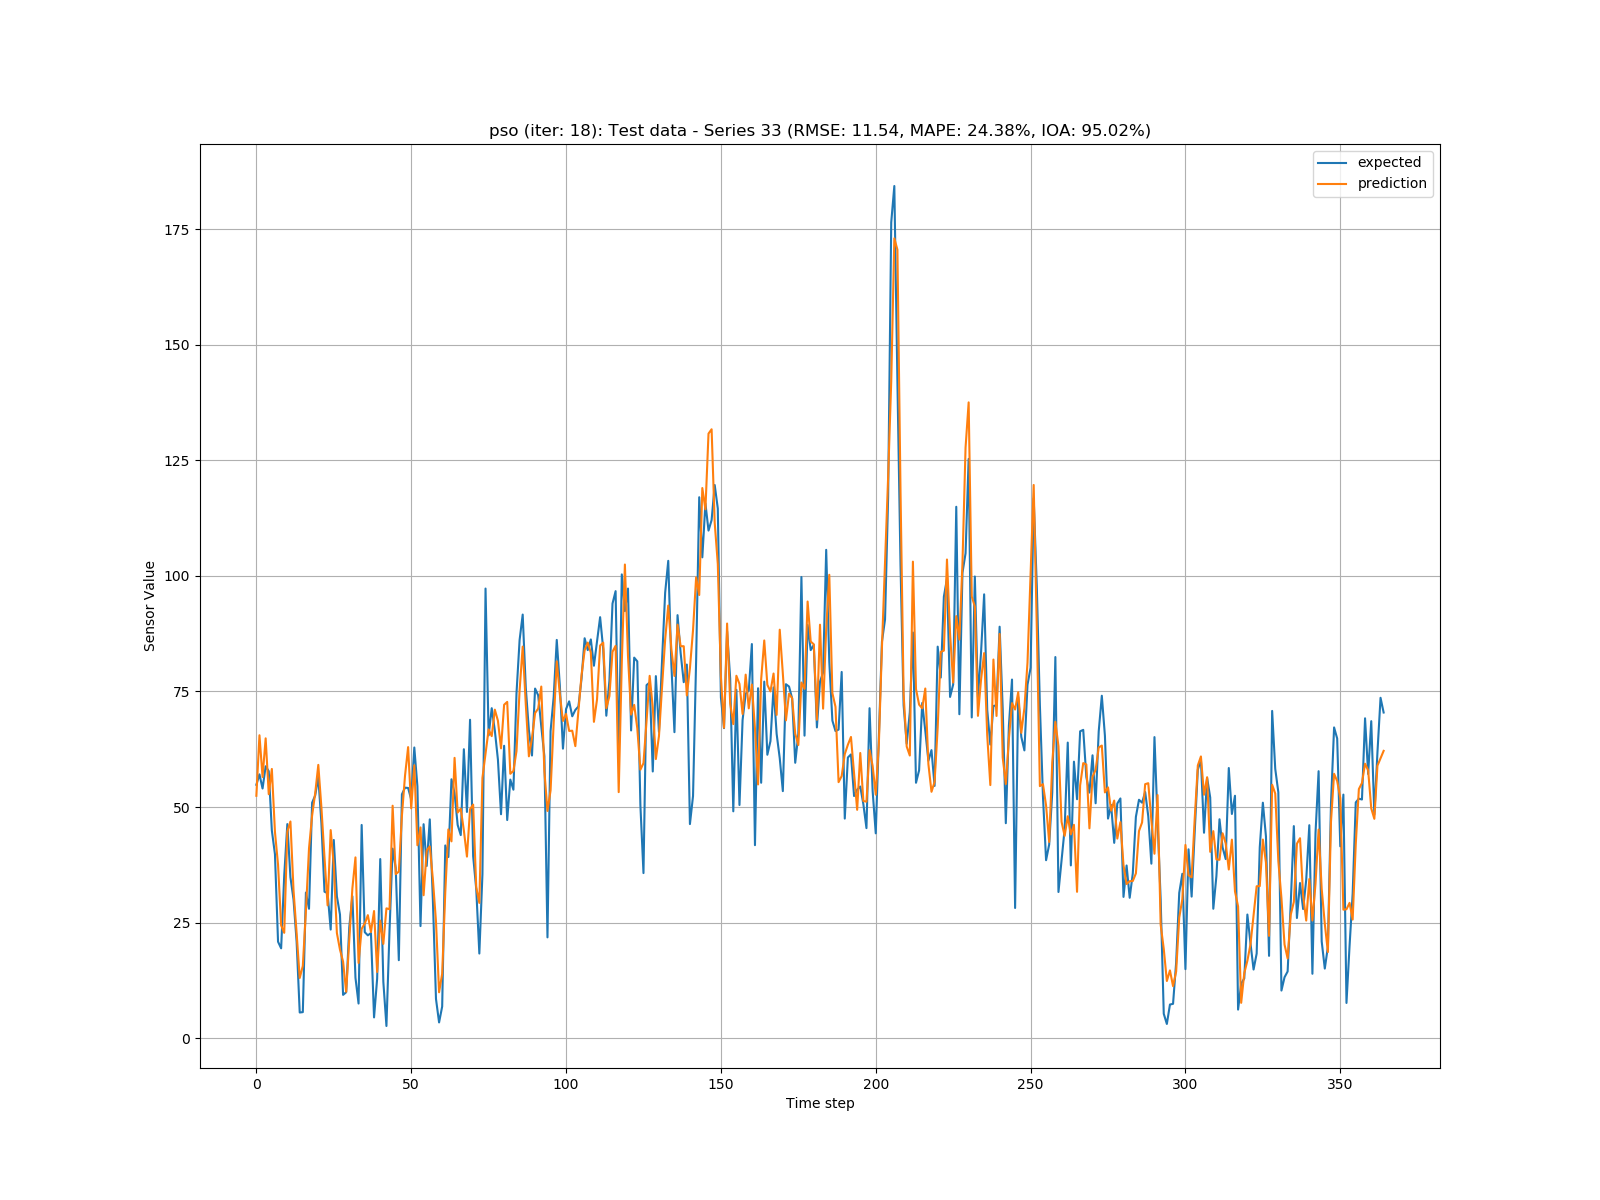 pso (iter: 18): Test data - Series 33 (RMSE: 11.54, MAPE: 24.38%, IOA: 95.02%)
expected
prediction
175
150
125
100
75
50
25
0
Sensor Value
0 50 100 150 200 250 300 350
Time step